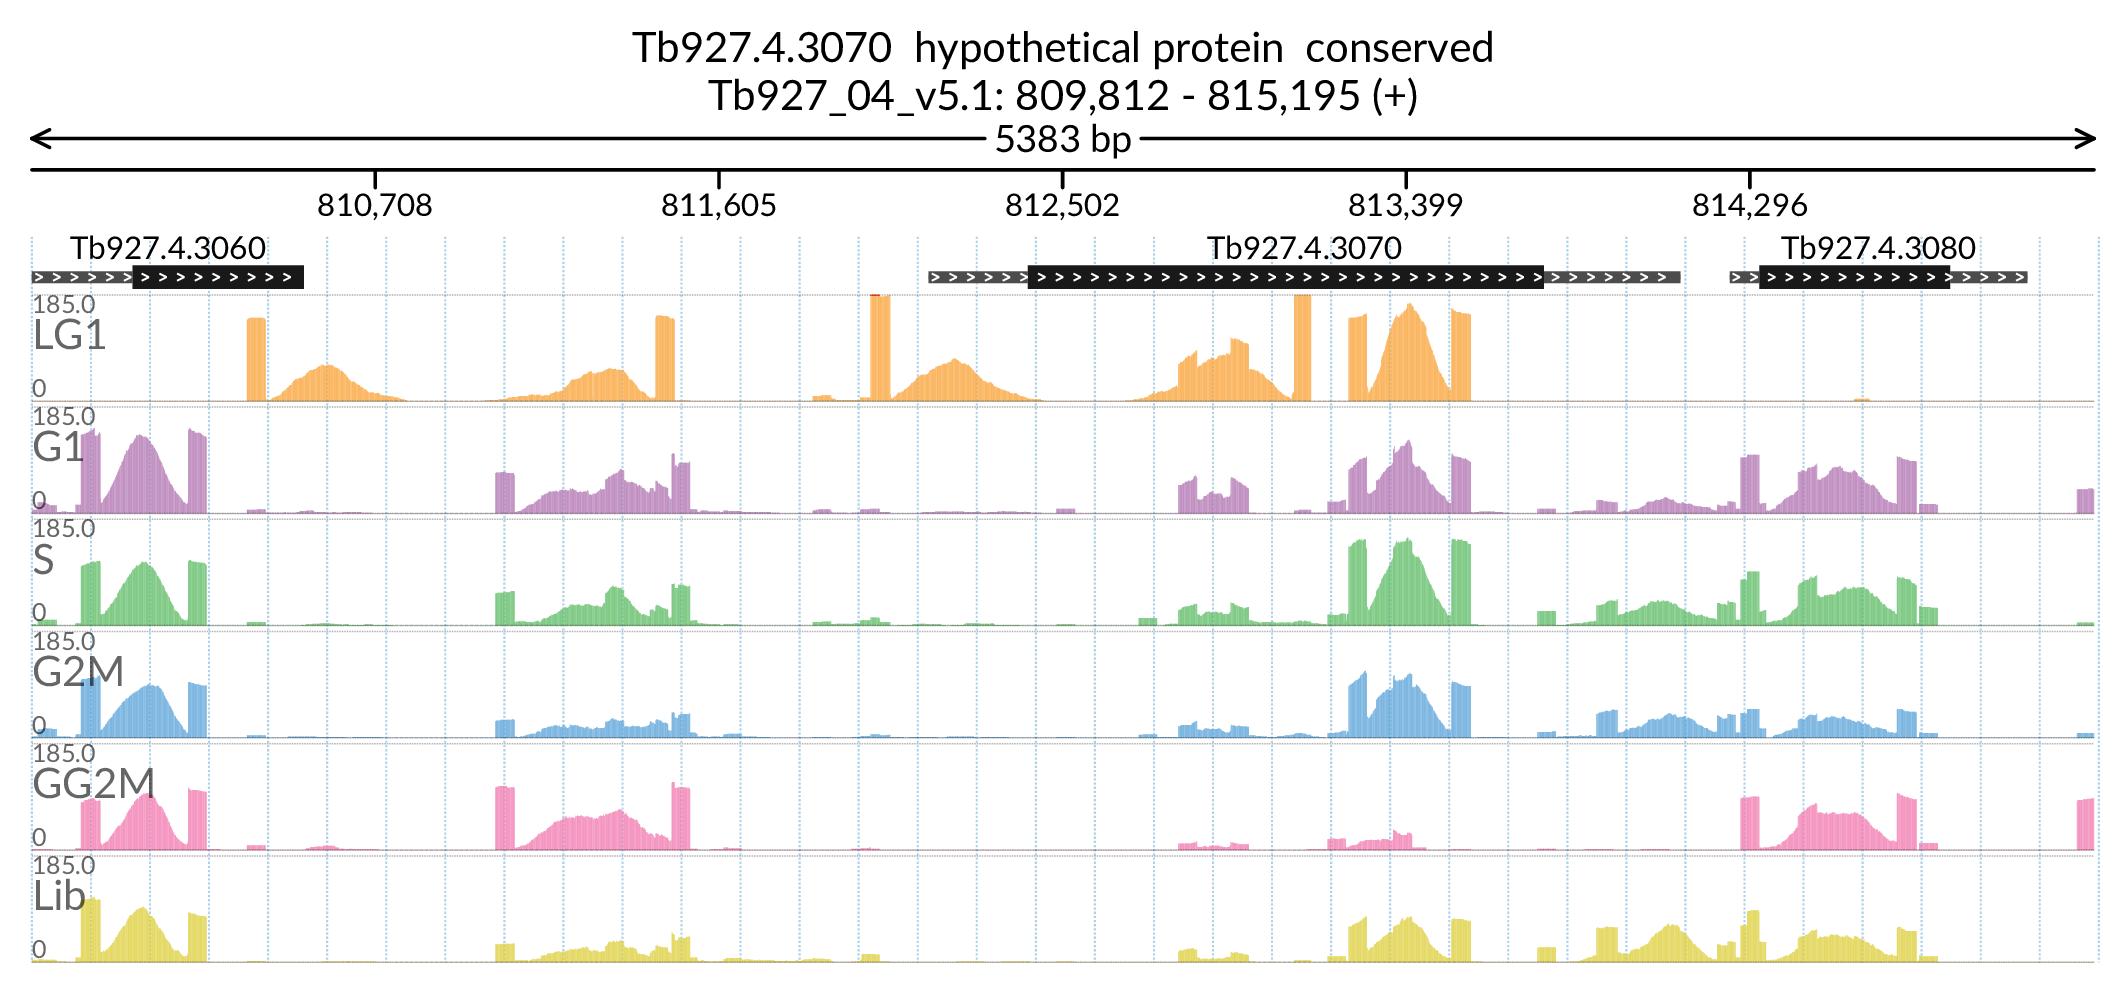 Tb927.4.3070 hypothetical protein conserved
Tb927_04_v5.1: 809,812 - 815,195 (+)
5383 bp
810,708 811,605 812,502 813,399 814,296
Tb927.4.3060 Tb927.4.3070 Tb927.4.3080
185.0
LG1
0
185.0
G1
0
185.0
S
0
185.0
G2M
0
185.0
GG2M
0
185.0
Lib
0